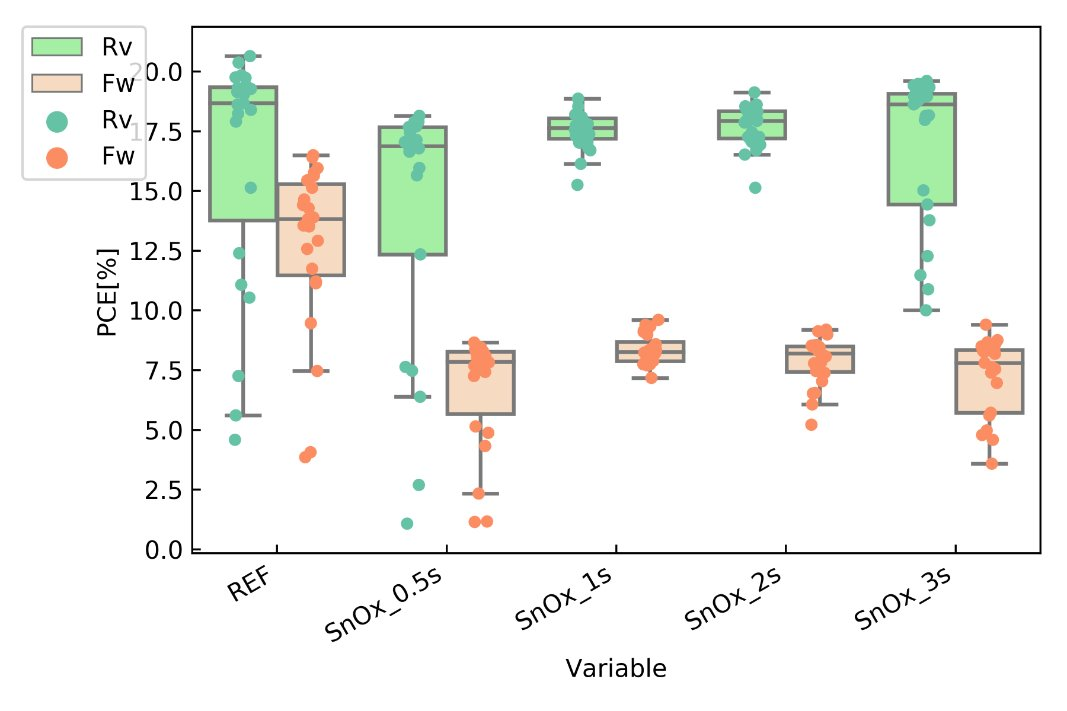 Rv
Fw
Rv
Fw
20.0
17.5
15.0
12.5
10.0
7.5
5.0
2.5
0.0
PCE[%]
REF
SnOx_0.5s
SnOx_1s
SnOx_2s
SnOx_3s
Variable